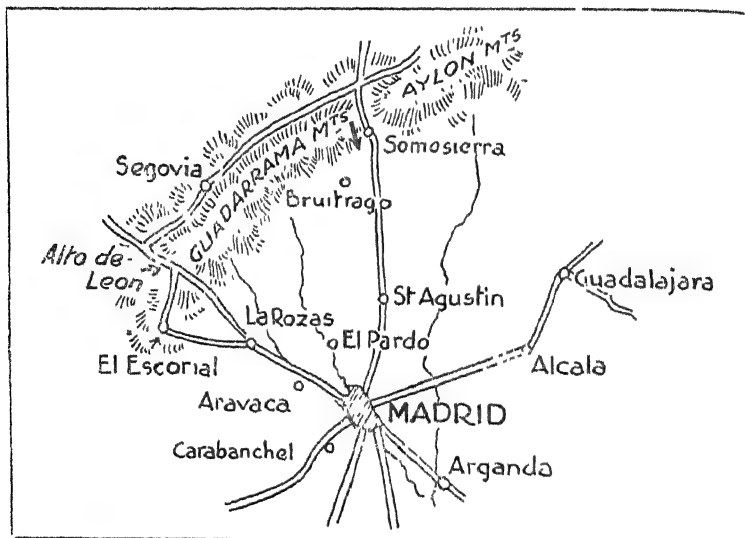 AYLON MTS
GUADARRAMA MTS
Somosierra
Segovia
Bruitrago
Alto de-
Leon
Guadalajara
St Agustin
La Rozas
El Pardo
El Escorial
Alcala
Aravaca
MADRID
Carabanchel
Arganda